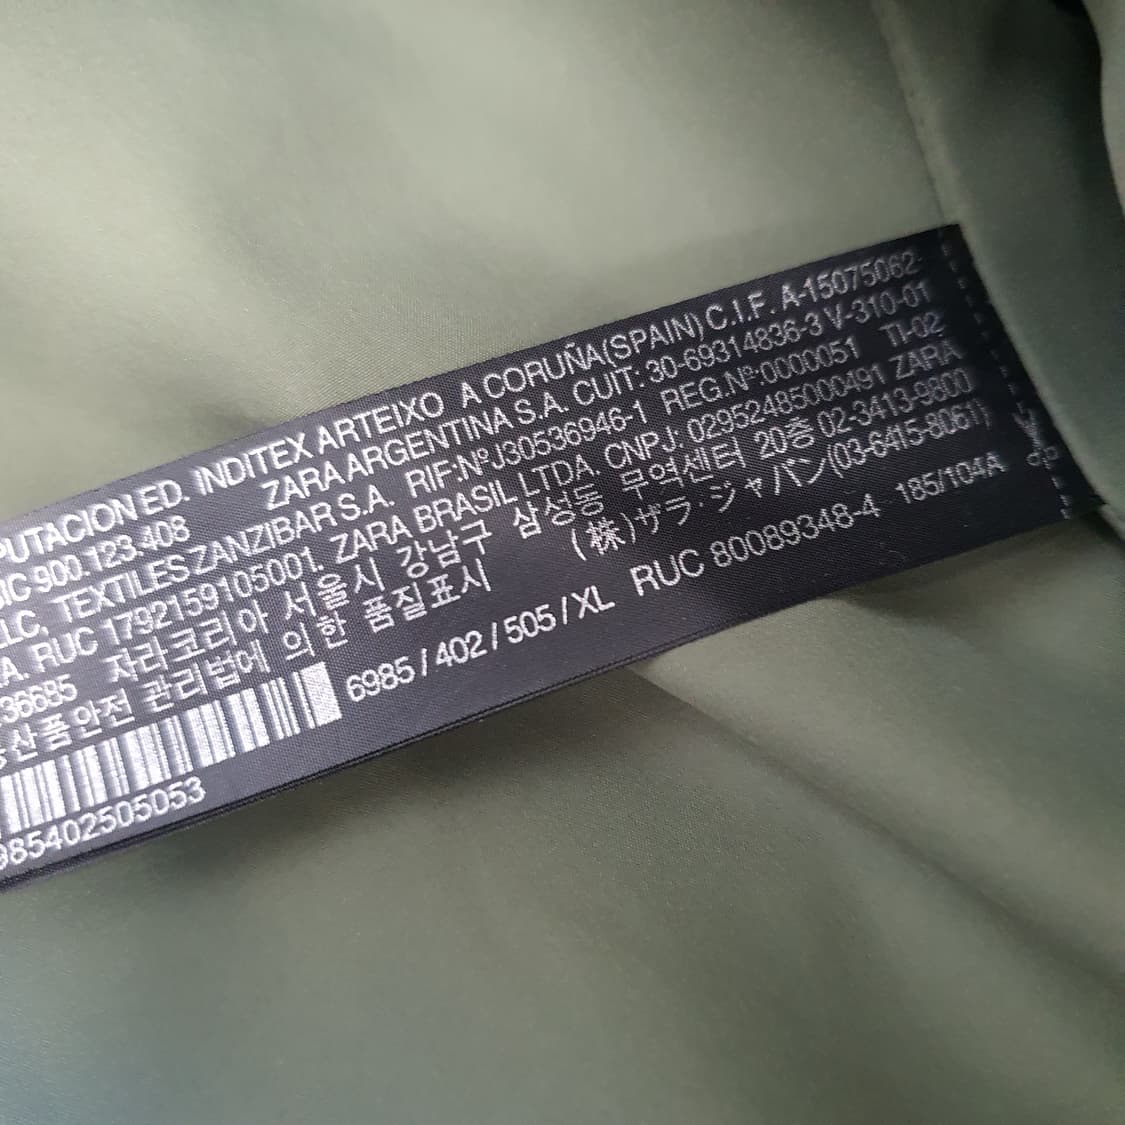 PUTACION ED. INDITEX ARTEIXO A CORUÑA(SPAIN) C.I.F. A-15075062
SIC 900.123.408 ZARA ARGENTINA S.A. CUIT: 30-69314836-3 V-310-01
LLC, TEXTILES ZANZIBAR S.A. RIF:NºJ30536946-1 REG.Nº:0000051 TI-02
A. RUC 1792159105001. ZARA BRASIL LTDA. CNPJ: 02952485000491 ZARA
36685 자라코리아 서울시 강남구 삼성동 무역센터 20층 02-3413-9800
산품안전 관리법에 의한 품질표시 (株)ザラ・ジャパン(03-6415-8061)
6985 / 402 / 505 / XL RUC 80089348-4 185/104A
985402505053